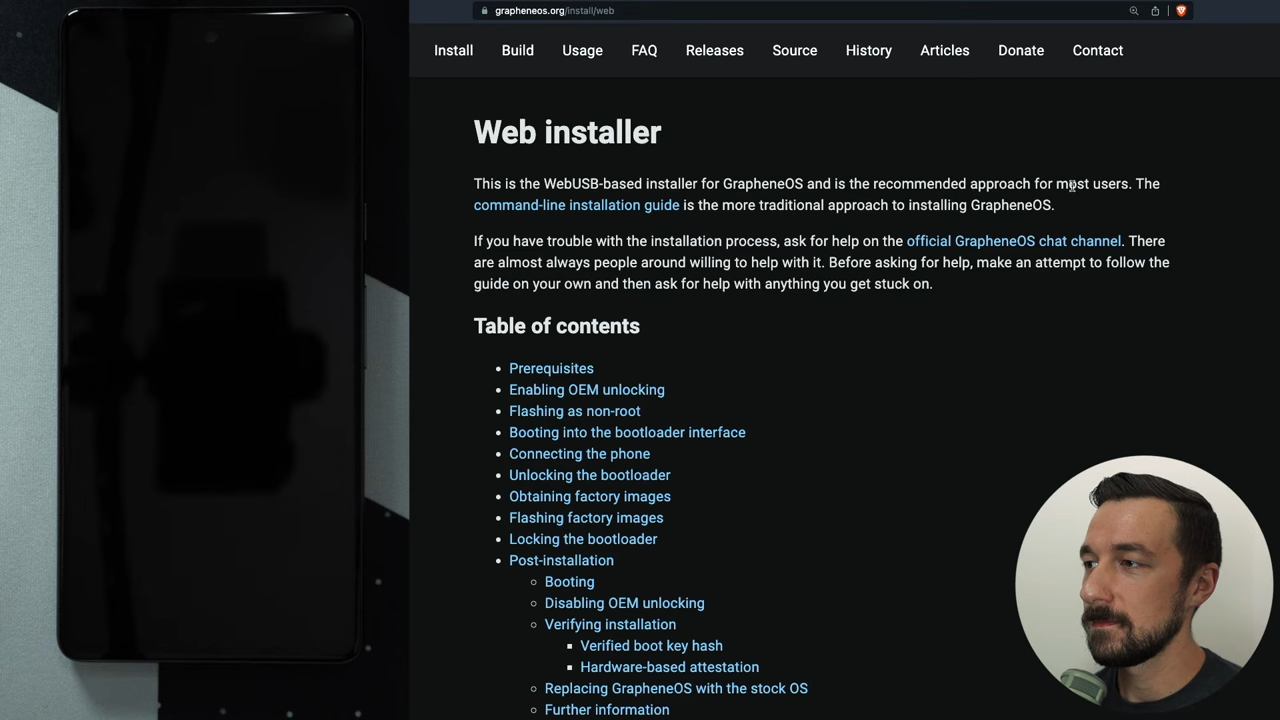 grapheneos.org/install/web
Install Build Usage FAQ Releases Source History Articles Donate Contact
Web installer
This is the WebUSB-based installer for GrapheneOS and is the recommended approach for most users. The
command-line installation guide is the more traditional approach to installing GrapheneOS.
If you have trouble with the installation process, ask for help on the official GrapheneOS chat channel. There
are almost always people around willing to help with it. Before asking for help, make an attempt to follow the
guide on your own and then ask for help with anything you get stuck on.
Table of contents
Prerequisites
Enabling OEM unlocking
Flashing as non-root
Booting into the bootloader interface
Connecting the phone
Unlocking the bootloader
Obtaining factory images
Flashing factory images
Locking the bootloader
Post-installation
Booting
Disabling OEM unlocking
Verifying installation
Verified boot key hash
Hardware-based attestation
Replacing GrapheneOS with the stock OS
Further information